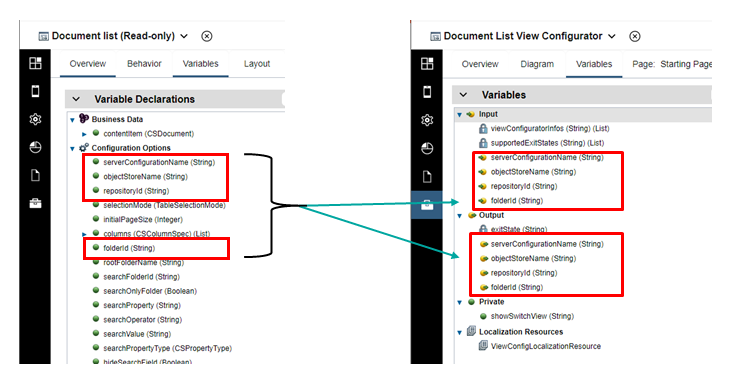 Document list (Read-only)
Overview Behavior Variables Layout
Variable Declarations
Business Data
contentItem (CSDocument)
Configuration Options
serverConfigurationName (String)
objectStoreName (String)
repositoryId (String)
selectionMode (TableSelectionMode)
initialPageSize (Integer)
columns (CSColumnSpec) (List)
folderId (String)
rootFolderName (String)
searchFolderId (String)
searchOnlyFolder (Boolean)
searchProperty (String)
searchOperator (String)
searchValue (String)
searchPropertyType (CSPropertyType)
hideSearchField (Boolean)
Document List View Configurator
Overview Diagram Variables Page: Starting Page
Variables
Input
viewConfiguratorInfos (String) (List)
supportedExitStates (String) (List)
serverConfigurationName (String)
objectStoreName (String)
repositoryId (String)
folderId (String)
Output
exitState (String)
serverConfigurationName (String)
objectStoreName (String)
repositoryId (String)
folderId (String)
Private
showSwitchView (String)
Localization Resources
ViewConfigLocalizationResource